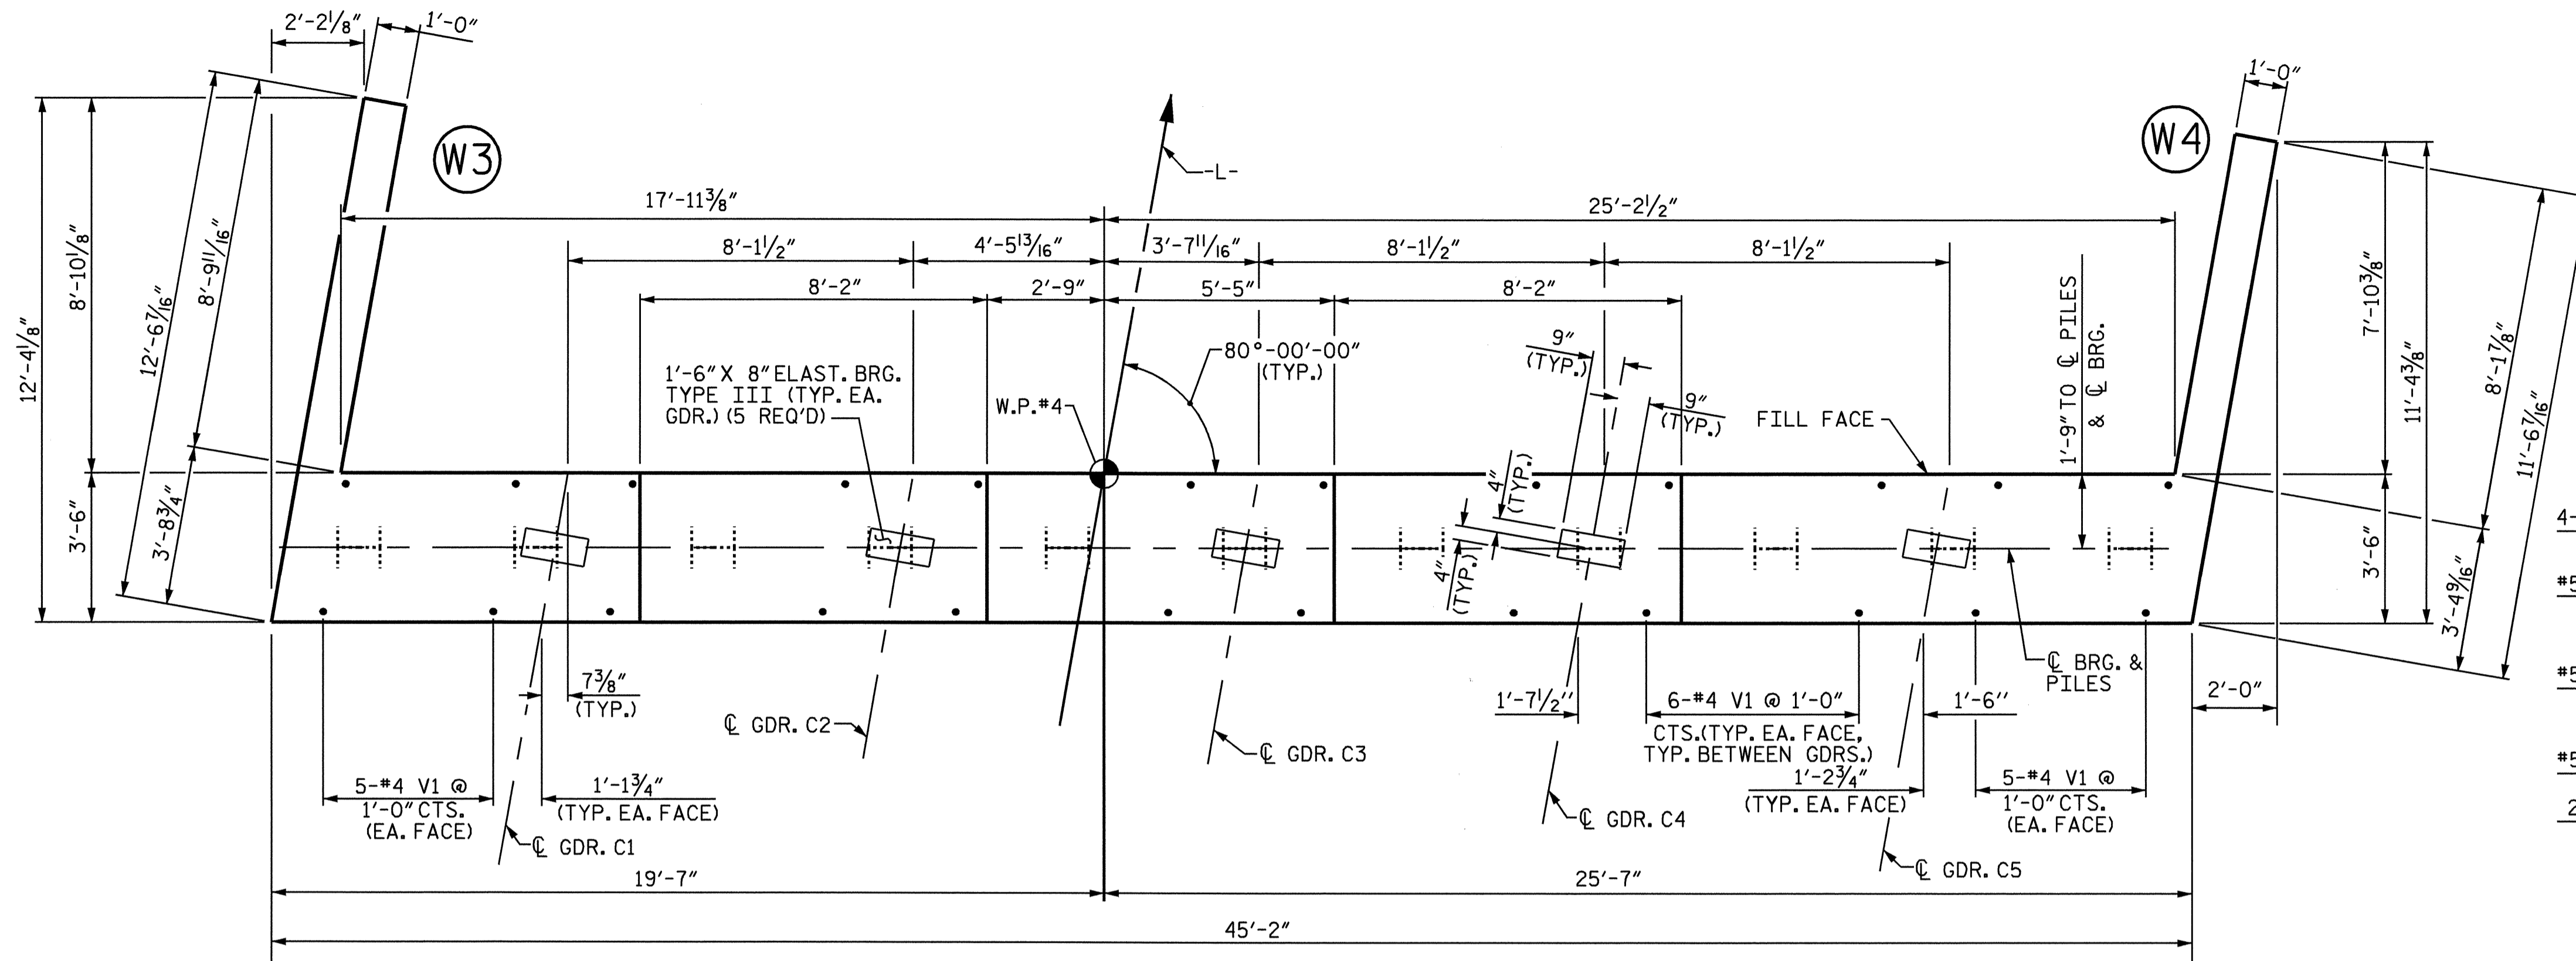 2'-2 1/8"
1'-0"
1'-0"
W3
W4
-L-
17'-11 3/8"
25'-2 1/2"
8'-1 1/2"
4'-5 13/16"
3'-7 11/16"
8'-1 1/2"
8'-1 1/2"
8'-2"
2'-9"
5'-5"
8'-2"
12'-4 1/8"
8'-10 1/8"
3'-6"
12'-6 7/16"
8'-9 11/16"
3'-8 3/4"
1'-6" X 8" ELAST. BRG.
TYPE III (TYP. EA.
GDR.) (5 REQ'D)
W.P.#4
80°-00'-00"
(TYP.)
9"
(TYP.)
9"
(TYP.)
4"
(TYP.)
4"
(TYP.)
FILL FACE
1'-9" TO ℄ PILES
& ℄ BRG.
7'-10 3/8"
11'-4 3/8"
3'-6"
8'-1 7/8"
11'-6 7/16"
3'-4 9/16"
4-
#5
#5
#5
2
7 3/8"
(TYP.)
℄ GDR. C2
℄ GDR. C3
1'-7 1/2"
6-#4 V1 @ 1'-0"
CTS.(TYP. EA. FACE,
TYP. BETWEEN GDRS.)
1'-6"
℄ BRG. &
PILES
2'-0"
5-#4 V1 @
1'-0" CTS.
(EA. FACE)
1'-1 3/4"
(TYP. EA. FACE)
℄ GDR. C1
℄ GDR. C4
1'-2 3/4"
(TYP. EA. FACE)
5-#4 V1 @
1'-0" CTS.
(EA. FACE)
℄ GDR. C5
19'-7"
25'-7"
45'-2"